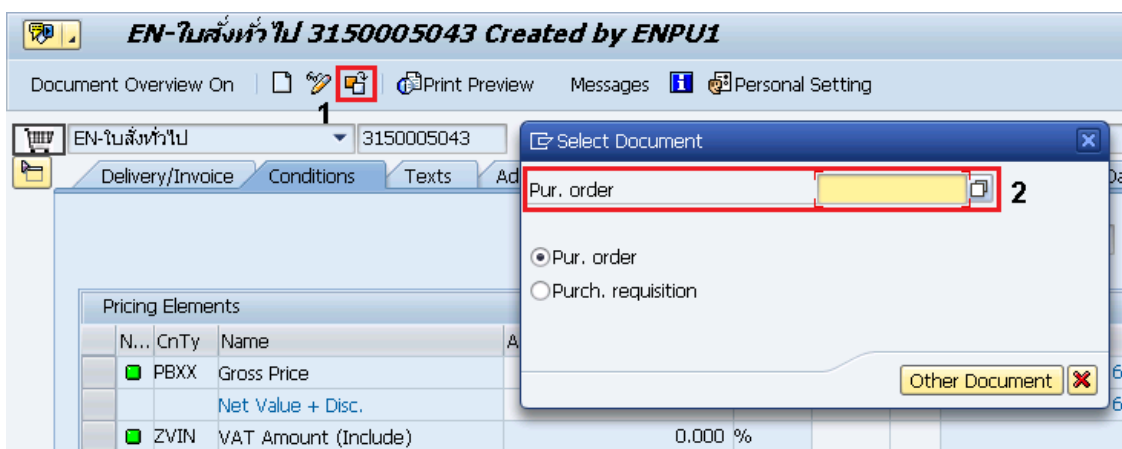 EN-ใบสั่งทั่วไป 3150005043 Created by ENPU1
Document Overview On Print Preview Messages Personal Setting
1
EN-ใบสั่งทั่วไป 3150005043
Select Document
Delivery/Invoice Conditions Texts Ad
Pur. order 2
Pur. order
Purch. requisition
Pricing Elements
N... CnTy Name A
PBXX Gross Price
Other Document 6
Net Value + Disc. 6
ZVIN VAT Amount (Include) 0.000 %